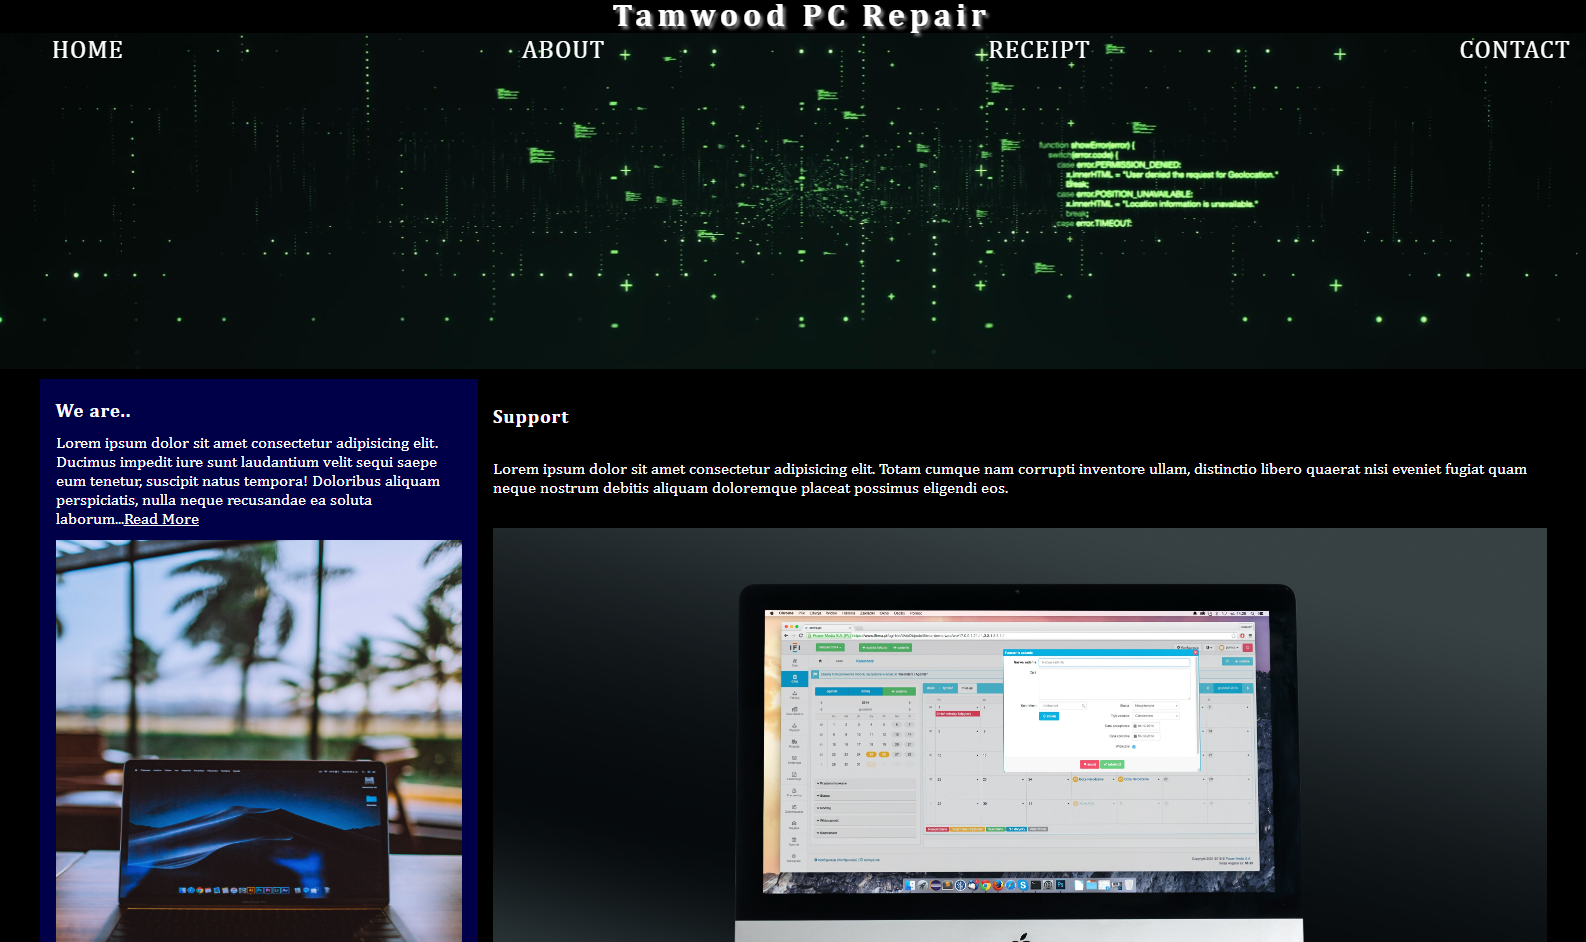 Tamwood PC Repair
HOME
ABOUT
RECEIPT
CONTACT
function showError(error) {
switch(error.code) {
case error.PERMISSION_DENIED:
x.innerHTML = "User denied the request for Geolocation."
Break;
case error.POSITION_UNAVAILABLE:
x.innerHTML = "Location information is unavailable."
break;
case error.TIMEOUT:
We are..
Lorem ipsum dolor sit amet consectetur adipisicing elit.
Ducimus impedit iure sunt laudantium velit sequi saepe
eum tenetur, suscipit natus tempora! Doloribus aliquam
perspiciatis, nulla neque recusandae ea soluta
laborum...Read More
Support
Lorem ipsum dolor sit amet consectetur adipisicing elit. Totam cumque nam corrupti inventore ullam, distinctio libero quaerat nisi eveniet fugiat quam
neque nostrum debitis aliquam doloremque placeat possimus eligendi eos.